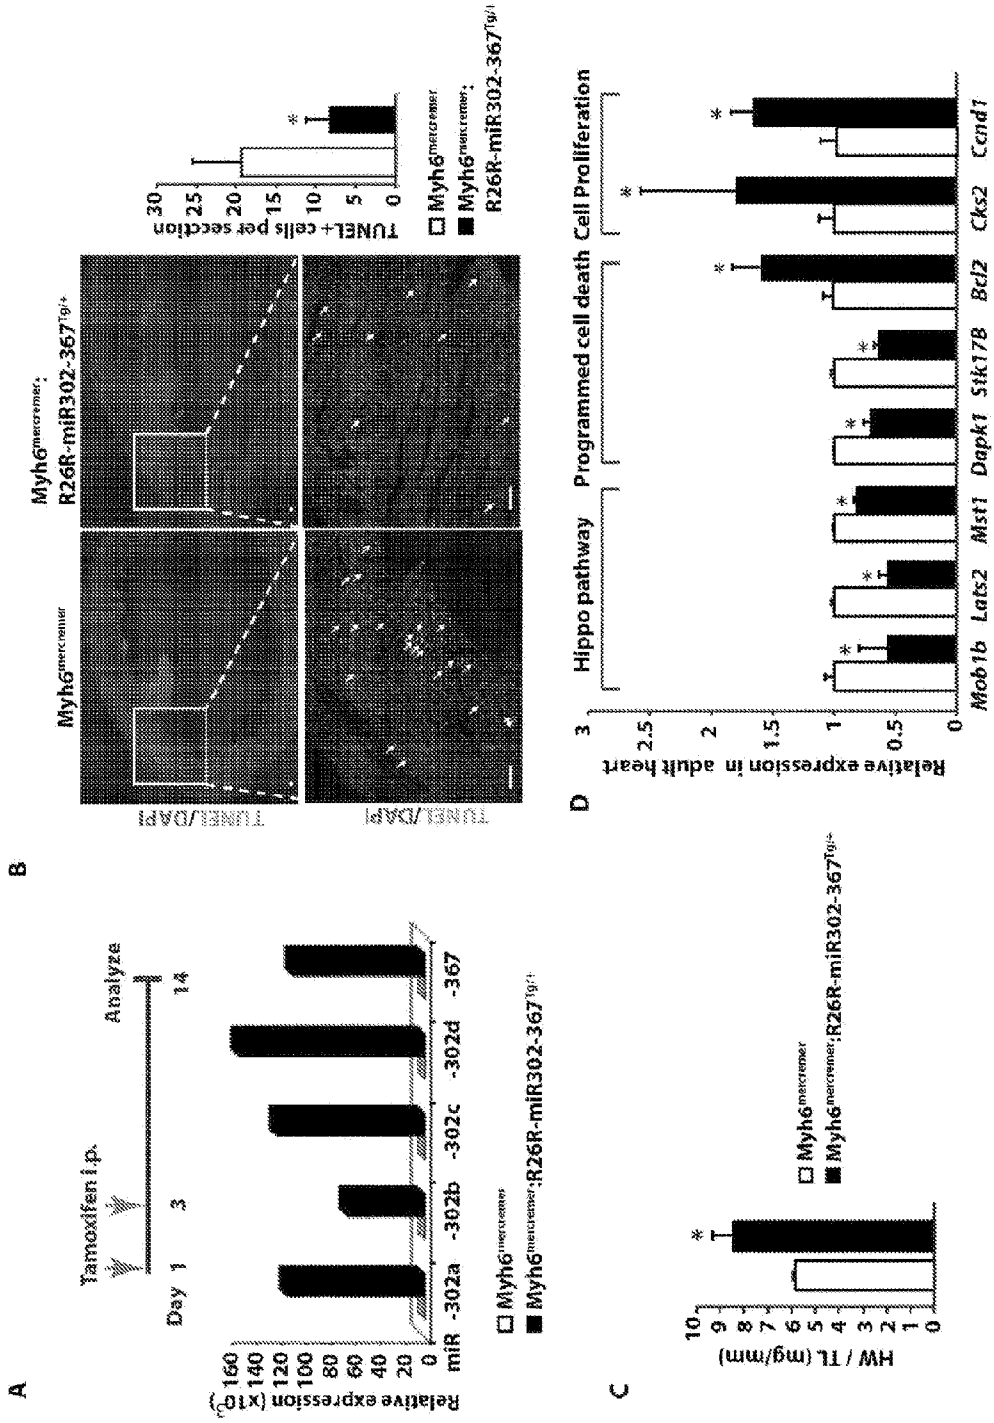 A
Tamoxifen i.p.
Analyze
Day 1 3 14
Relative expression (x10³)
160
140
120
100
80
60
40
20
0
miR -302a -302b -302c -302d -367
Myh6mercremer
Myh6mercremer;R26R-miR302-367Tg/+
B
Myh6mercremer
Myh6mercremer;
R26R-miR302-367Tg/+
TUNEL/DAPI
TUNEL/DAPI
TUNEL+ cells per secction
30
25
20
15
10
5
0
*
Myh6mercremer
Myh6mercremer;
R26R-miR302-367Tg/+
C
HW / TL (mg/mm)
10
9
8
7
6
5
4
3
2
1
0
*
Myh6mercremer
Myh6mercremer;R26R-miR302-367Tg/+
D
Relative expression in adult heart
3
2.5
2
1.5
1
0.5
0
Hippo pathway
Programmed cell death
Cell Proliferation
* * * * * * * *
Mob1b Lats2 Mst1 Dapk1 Stk17B Bcl2 Cks2 Ccnd1